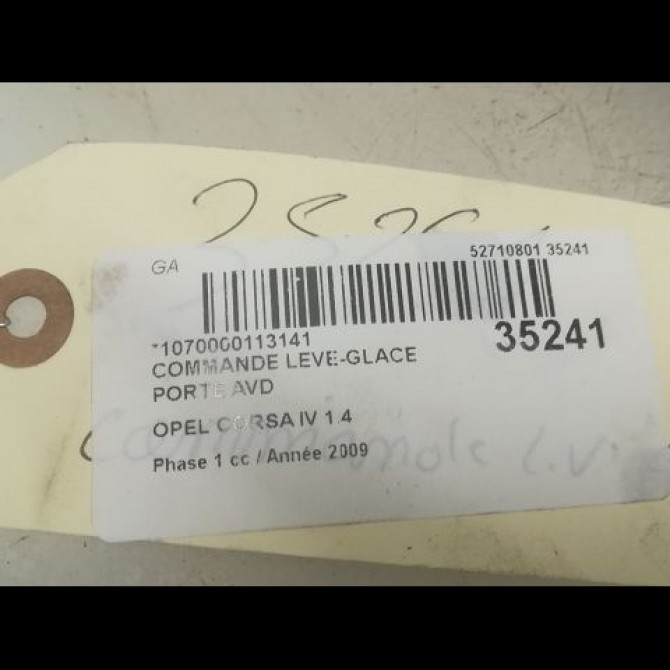 GA
52710801 35241
*1070000113141
35241
COMMANDE LEVE-GLACE
PORTE AVD
OPEL CORSA IV 1.4
Phase 1 cc / Année 2009
L.V.